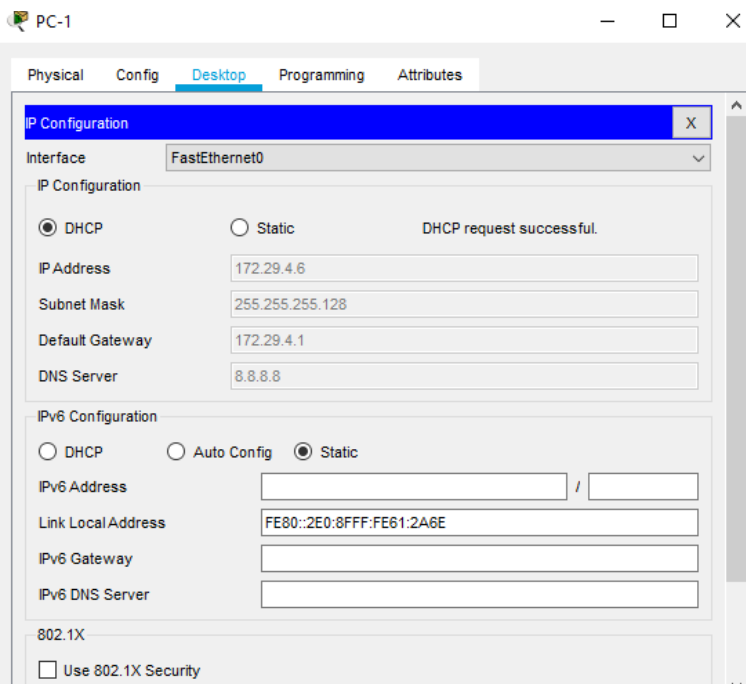 PC-1
Physical Config Desktop Programming Attributes
IP Configuration X
Interface FastEthernet0
IP Configuration
DHCP Static DHCP request successful.
IP Address 172.29.4.6
Subnet Mask 255.255.255.128
Default Gateway 172.29.4.1
DNS Server 8.8.8.8
IPv6 Configuration
DHCP Auto Config Static
IPv6 Address /
Link Local Address FE80::2E0:8FFF:FE61:2A6E
IPv6 Gateway
IPv6 DNS Server
802.1X
Use 802.1X Security